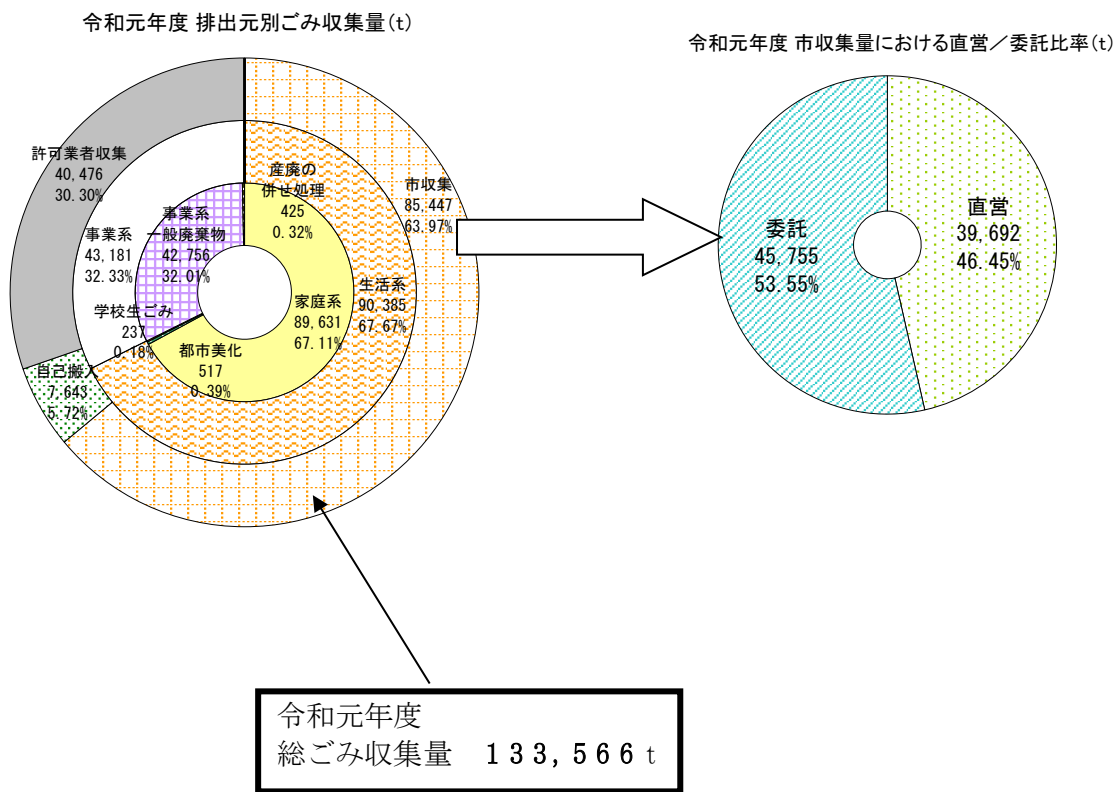 令和元年度 排出元別ごみ収集量(t)
許可業者収集
40,476
30.30%
事業系
43,181
32.33%
事業系
一般廃棄物
42,756
32.01%
産廃の
併せ処理
425
0.32%
市収集
85,447
63.97%
生活系
90,385
67.67%
家庭系
89,631
67.11%
学校生ごみ
237
0.18%
都市美化
517
0.39%
自己搬入
7,643
5.72%
令和元年度 市収集量における直営／委託比率(t)
委託
45,755
53.55%
直営
39,692
46.45%
令和元年度
総ごみ収集量　１３３，５６６ｔ